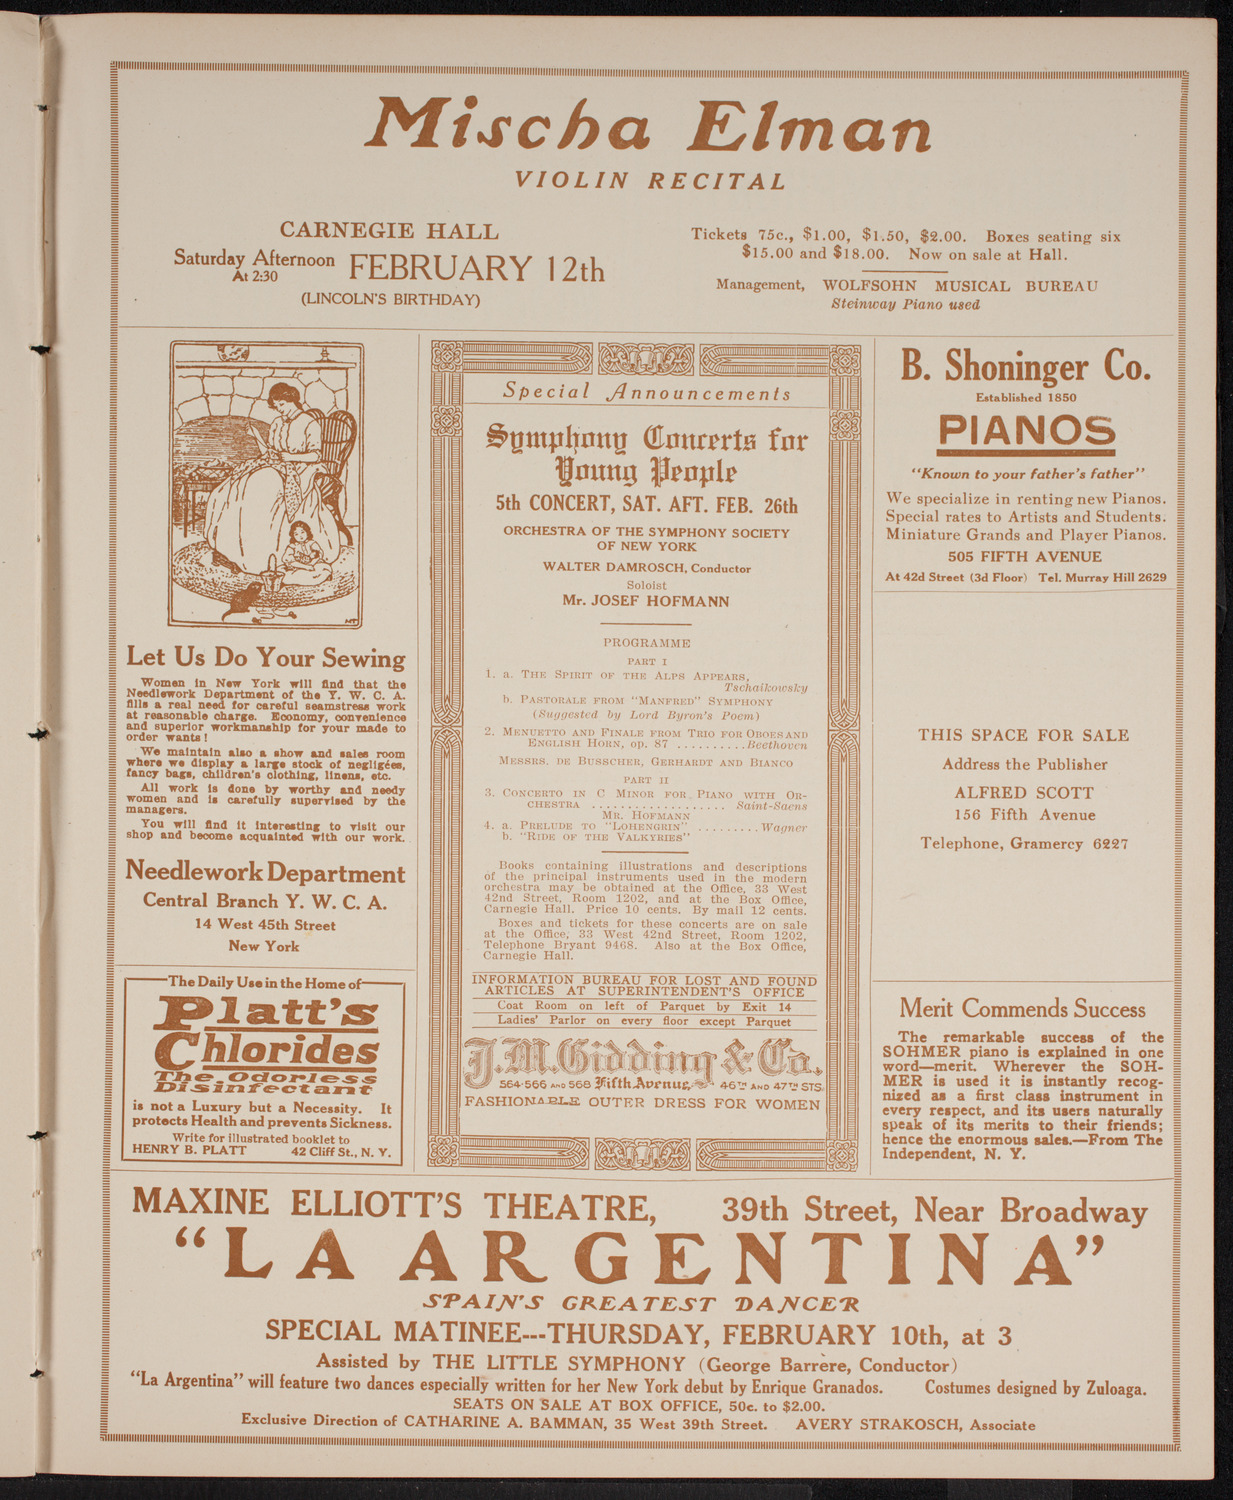 Mischa Elman
VIOLIN RECITAL
CARNEGIE HALL
Saturday Afternoon
At 2:30
FEBRUARY 12th
(LINCOLN'S BIRTHDAY)
Tickets 75c., $1.00, $1.50, $2.00. Boxes seating six
$15.00 and $18.00. Now on sale at Hall.
Management, WOLFSOHN MUSICAL BUREAU
Steinway Piano used
Let Us Do Your Sewing
Women in New York will find that the
Needlework Department of the Y. W. C. A.
fills a real need for careful seamstress work
at reasonable charge. Economy, convenience
and superior workmanship for your made to
order wants!
We maintain also a show and sales room
where we display a large stock of negligées,
fancy bags, children's clothing, linens, etc.
All work is done by worthy and needy
women and is carefully supervised by the
managers.
You will find it interesting to visit our
shop and become acquainted with our work.
Needlework Department
Central Branch Y. W. C. A.
14 West 45th Street
New York
The Daily Use in the Home of
Platt's
Chlorides
The Odorless
Disinfectant
is not a Luxury but a Necessity. It
protects Health and prevents Sickness.
Write for illustrated booklet to
HENRY B. PLATT 42 Cliff St., N. Y.
Special Announcements
Symphony Concerts for
Young People
5th CONCERT, SAT. AFT. FEB. 26th
ORCHESTRA OF THE SYMPHONY SOCIETY
OF NEW YORK
WALTER DAMROSCH, Conductor
Soloist
Mr. JOSEF HOFMANN
PROGRAMME
PART I
1. a. THE SPIRIT OF THE ALPS APPEARS,
Tschaikowsky
b. PASTORALE FROM "MANFRED" SYMPHONY
(Suggested by Lord Byron's Poem)
2. MENUETTO AND FINALE FROM TRIO FOR OBOES AND
ENGLISH HORN, op. 87 ..........Beethoven
MESSRS. DE BUSSCHER, GERHARDT AND BIANCO
PART II
3. CONCERTO IN C MINOR FOR PIANO WITH OR-
CHESTRA .................. Saint-Saens
MR. HOFMANN
4. a. PRELUDE TO "LOHENGRIN" .........Wagner
b. "RIDE OF THE VALKYRIES"
Books containing illustrations and descriptions
of the principal instruments used in the modern
orchestra may be obtained at the Office, 33 West
42nd Street, Room 1202, and at the Box Office,
Carnegie Hall. Price 10 cents. By mail 12 cents.
Boxes and tickets for these concerts are on sale
at the Office, 33 West 42nd Street, Room 1202,
Telephone Bryant 9468. Also at the Box Office,
Carnegie Hall.
INFORMATION BUREAU FOR LOST AND FOUND
ARTICLES AT SUPERINTENDENT'S OFFICE
Coat Room on left of Parquet by Exit 14
Ladies' Parlor on every floor except Parquet
J.M. Gidding & Co.
564-566 AND 568 Fifth Avenue, 46TH AND 47TH STS.
FASHIONABLE OUTER DRESS FOR WOMEN
B. Shoninger Co.
Established 1850
PIANOS
"Known to your father's father"
We specialize in renting new Pianos.
Special rates to Artists and Students.
Miniature Grands and Player Pianos.
505 FIFTH AVENUE
At 42d Street (3d Floor) Tel. Murray Hill 2629
THIS SPACE FOR SALE
Address the Publisher
ALFRED SCOTT
156 Fifth Avenue
Telephone, Gramercy 6227
Merit Commends Success
The remarkable success of the
SOHMER piano is explained in one
word—merit. Wherever the SOH-
MER is used it is instantly recog-
nized as a first class instrument in
every respect, and its users naturally
speak of its merits to their friends;
hence the enormous sales.—From The
Independent, N. Y.
MAXINE ELLIOTT'S THEATRE, 39th Street, Near Broadway
"LA ARGENTINA"
SPAIN'S GREATEST DANCER
SPECIAL MATINEE---THURSDAY, FEBRUARY 10th, at 3
Assisted by THE LITTLE SYMPHONY (George Barrère, Conductor)
"La Argentina" will feature two dances especially written for her New York debut by Enrique Granados. Costumes designed by Zuloaga.
SEATS ON SALE AT BOX OFFICE, 50c. to $2.00.
Exclusive Direction of CATHARINE A. BAMMAN, 35 West 39th Street. AVERY STRAKOSCH, Associate